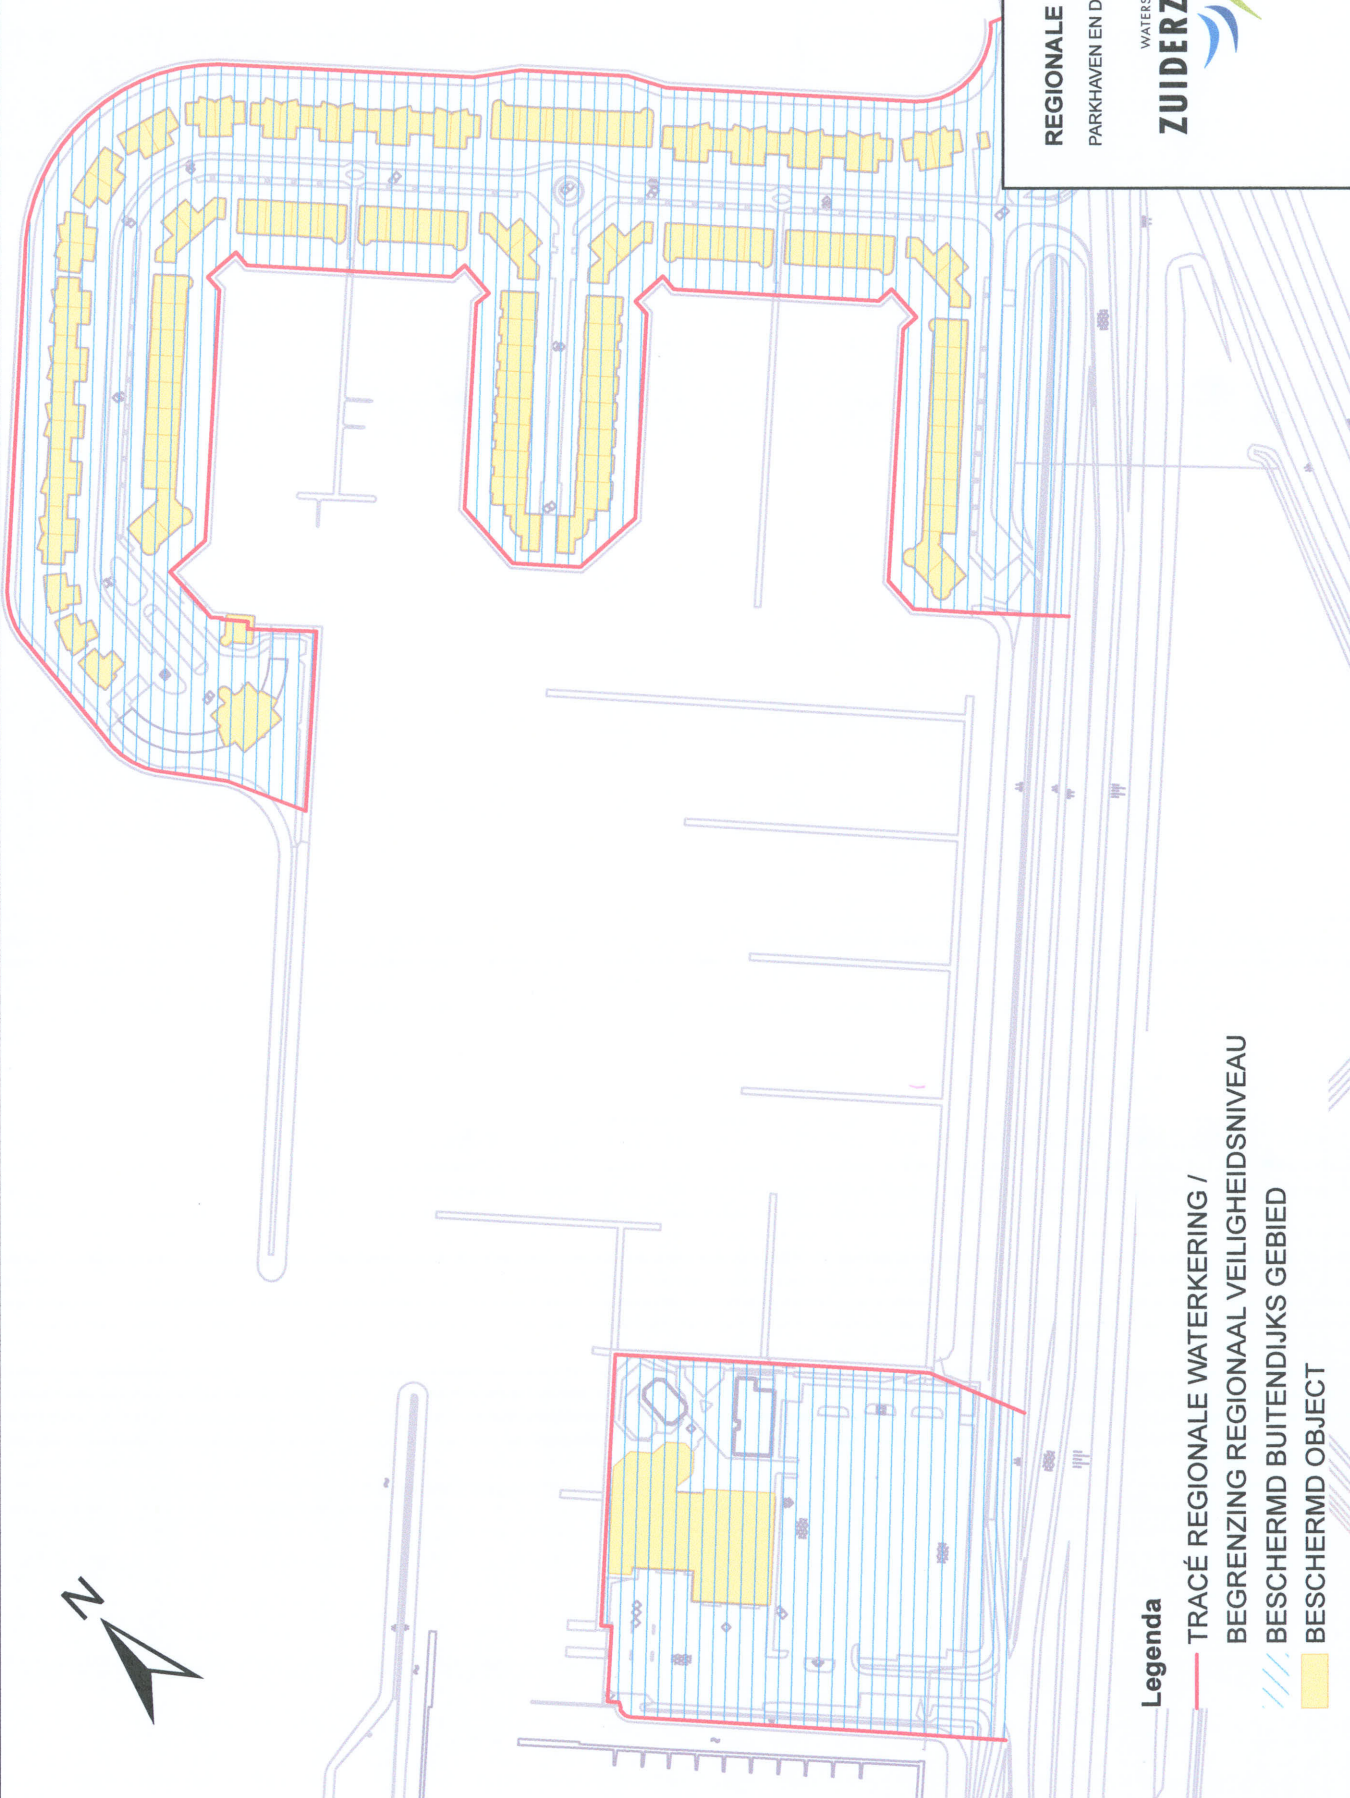 REGIONALE
PARKHAVEN EN D
WATERS
ZUIDERZ
N
Legenda
TRACÉ REGIONALE WATERKERING /
BEGRENZING REGIONAAL VEILIGHEIDSNIVEAU
BESCHERMD BUITENDIJKS GEBIED
BESCHERMD OBJECT